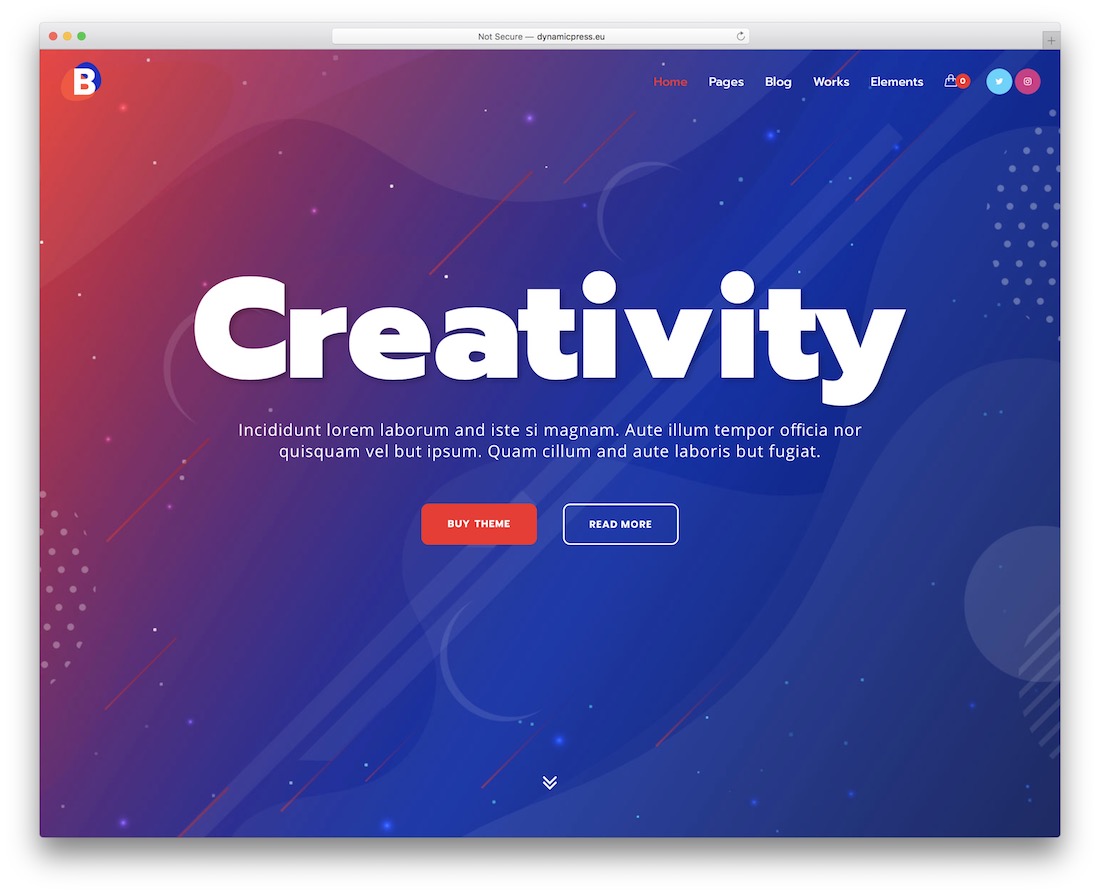 Not Secure — dynamicpress.eu
B
Home Pages Blog Works Elements 0
Creativity
Incididunt lorem laborum and iste si magnam. Aute illum tempor officia nor
quisquam vel but ipsum. Quam cillum and aute laboris but fugiat.
BUY THEME READ MORE